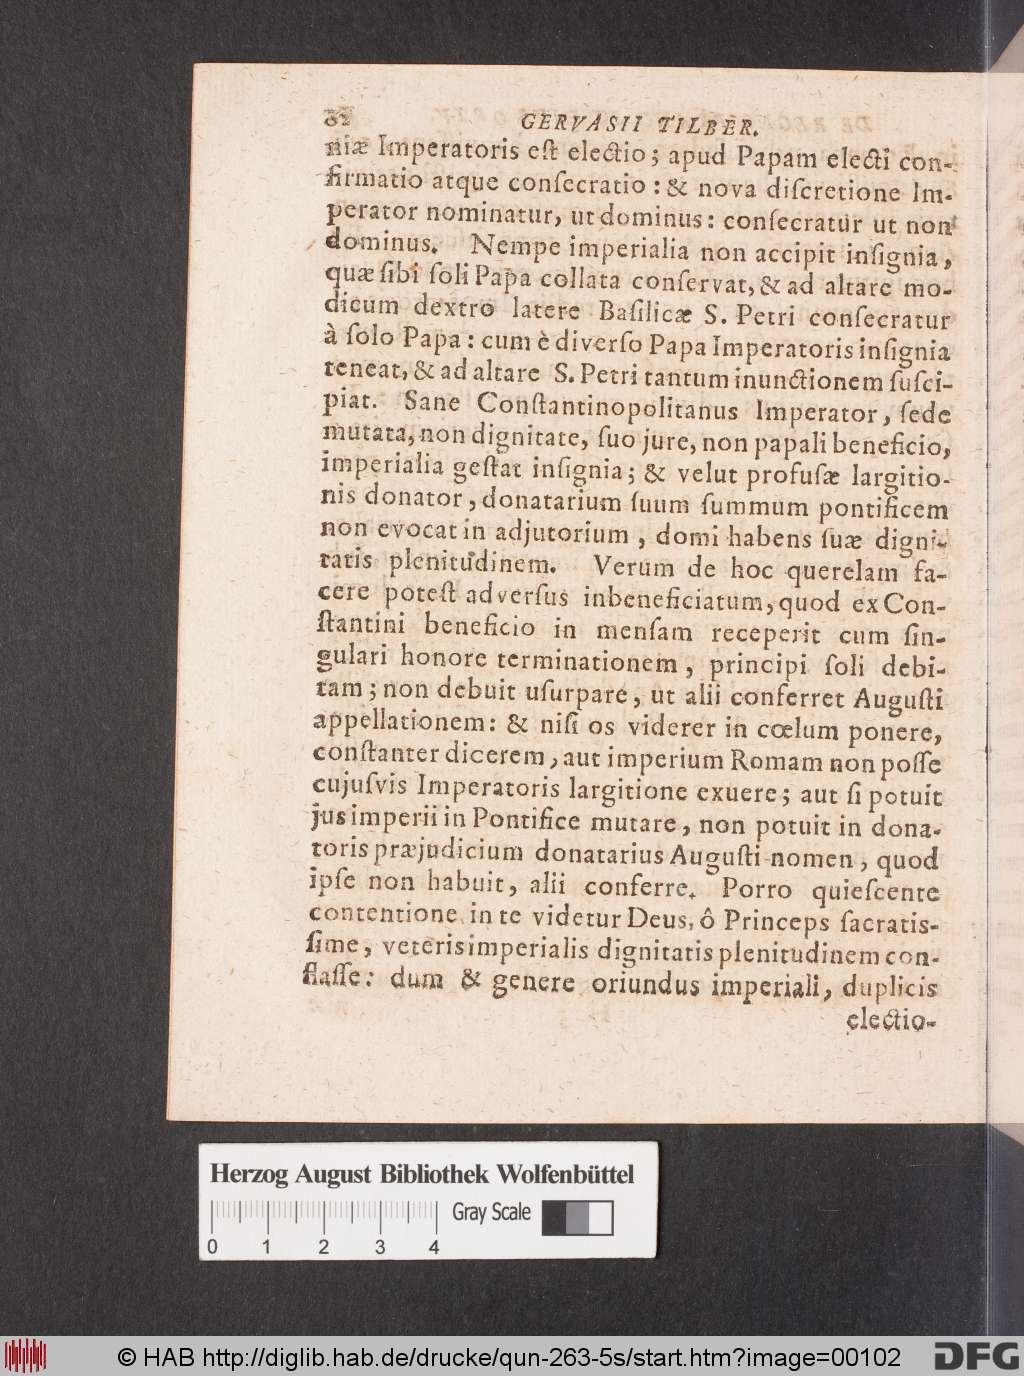 82 GERVASII TILBER.
niæ Imperatoris eſt electio; apud Papam electi con-
firmatio atque conſecratio: & nova diſcretione Im-
perator nominatur, ut dominus: conſecratur ut non
dominus. Nempe imperialia non accipit inſignia,
quæ ſibi ſoli Papa collata conſervat, & ad altare mo-
dicum dextro latere Baſilicæ S. Petri conſecratur
à ſolo Papa: cum è diverſo Papa Imperatoris inſignia
teneat, & ad altare S. Petri tantum inunctionem ſuſci-
piat. Sane Conſtantinopolitanus Imperator, ſede
mutata, non dignitate, ſuo jure, non papali beneficio,
imperialia geſtat inſignia; & velut profuſæ largitio-
nis donator, donatarium ſuum ſummum pontificem
non evocat in adjutorium, domi habens ſuæ digni-
tatis plenitudinem. Verum de hoc querelam fa-
cere poteſt adverſus inbeneficiatum, quod ex Con-
ſtantini beneficio in menſam receperit cum ſin-
gulari honore terminationem, principi ſoli debi-
tam; non debuit uſurpare, ut alii conferret Auguſti
appellationem: & niſi os viderer in cœlum ponere,
conſtanter dicerem, aut imperium Romam non poſſe
cujuſvis Imperatoris largitione exuere; aut ſi potuit
jus imperii in Pontifice mutare, non potuit in dona-
toris præjudicium donatarius Auguſti nomen, quod
ipſe non habuit, alii conferre. Porro quieſcente
contentione in te videtur Deus, ô Princeps ſacratis-
ſime, veteris imperialis dignitatis plenitudinem con-
flaſſe: dum & genere oriundus imperiali, duplicis
electio-
Herzog August Bibliothek Wolfenbüttel
Gray Scale
0 1 2 3 4
© HAB http://diglib.hab.de/drucke/qun-263-5s/start.htm?image=00102
DFG